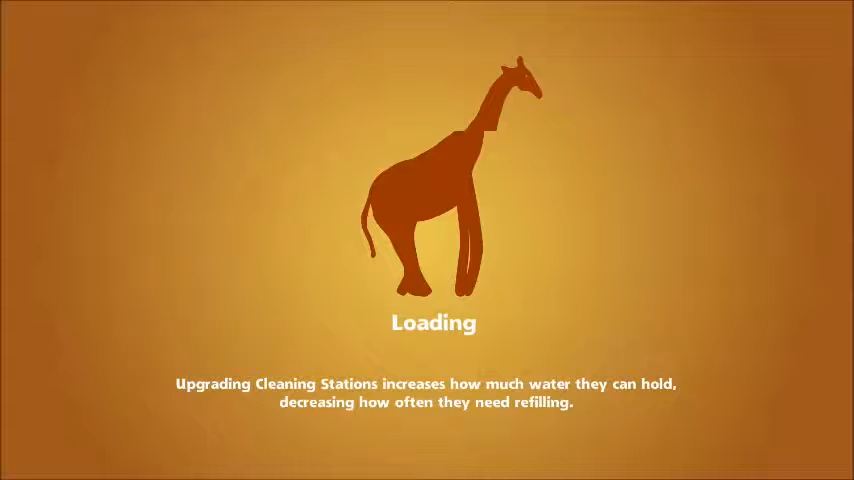 Loading
Upgrading Cleaning Stations increases how much water they can hold,
decreasing how often they need refilling.